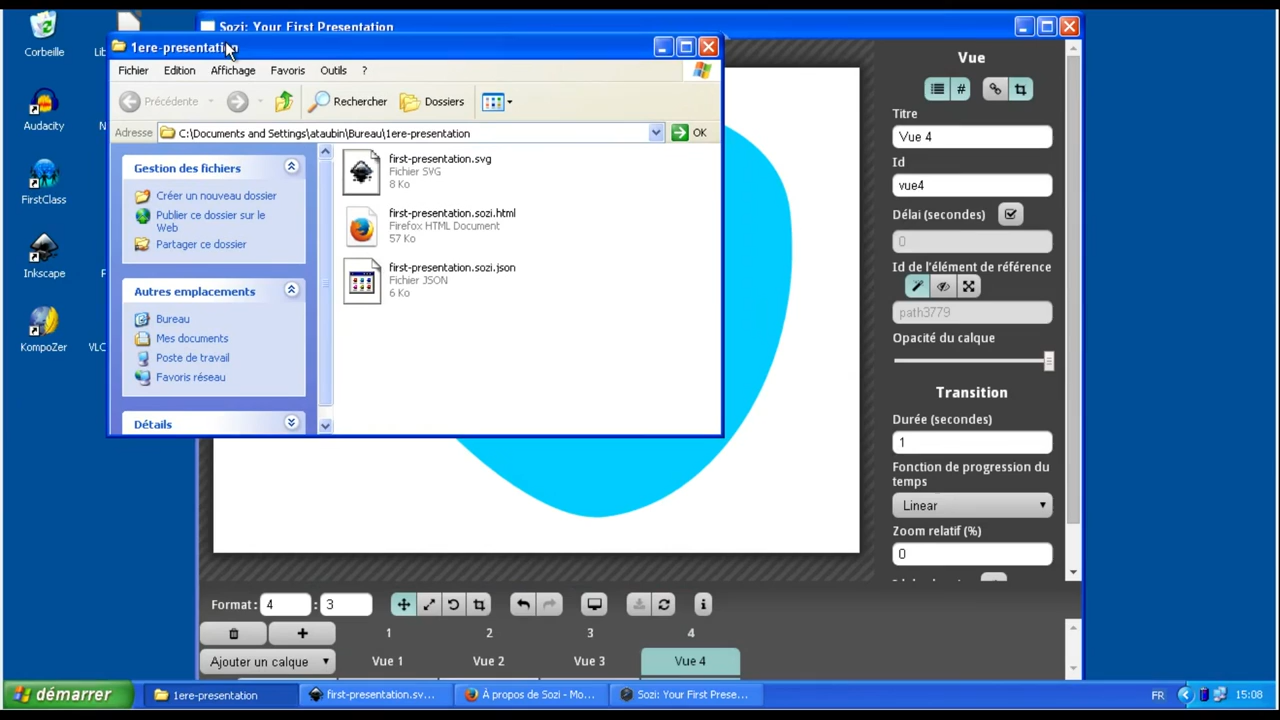 Sozi: Your First Presentation
Corbeille
Lib
1ere-presentation
Fichier
Edition
Affichage
Favoris
Outils
?
Vue
Précédente
Rechercher
Dossiers
#
Audacity
Adresse
C:\Documents and Settings\ataubin\Bureau\1ere-presentation
OK
Titre
Vue 4
Gestion des fichiers
Créer un nouveau dossier
Publier ce dossier sur le
Web
Partager ce dossier
first-presentation.svg
Fichier SVG
8 Ko
Id
vue4
FirstClass
first-presentation.sozi.html
Firefox HTML Document
57 Ko
Délai (secondes)
0
Inkscape
first-presentation.sozi.json
Fichier JSON
6 Ko
Id de l'élément de référence
path3779
Autres emplacements
Bureau
Mes documents
Poste de travail
Favoris réseau
KompoZer
VLC
Opacité du calque
Détails
Transition
Durée (secondes)
1
Fonction de progression du
temps
Linear
Zoom relatif (%)
0
Format:
4
:
3
1
2
3
4
Ajouter un calque
Vue 1
Vue 2
Vue 3
Vue 4
démarrer
1ere-presentation
first-presentation.sv...
À propos de Sozi - Mo...
Sozi: Your First Prese...
FR
15:08